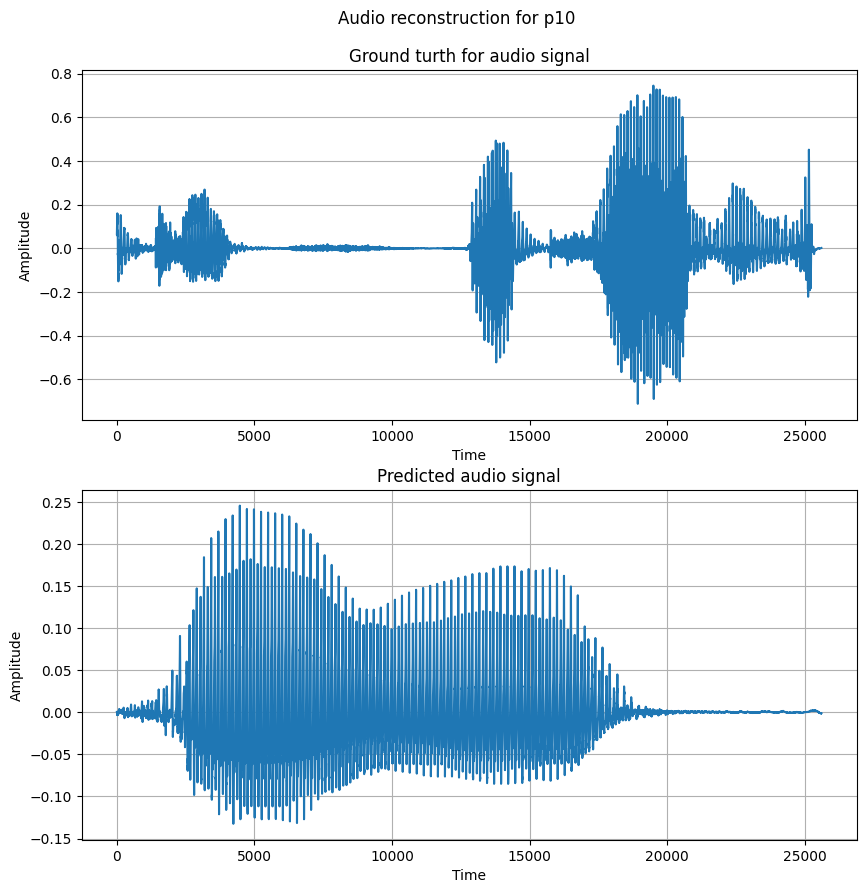 Audio reconstruction for p10
Ground turth for audio signal
0.8
0.6
0.4
0.2
0.0
−0.2
−0.4
−0.6
Amplitude
0 5000 10000 15000 20000 25000
Time
Predicted audio signal
0.25
0.20
0.15
0.10
0.05
0.00
−0.05
−0.10
−0.15
Amplitude
0 5000 10000 15000 20000 25000
Time